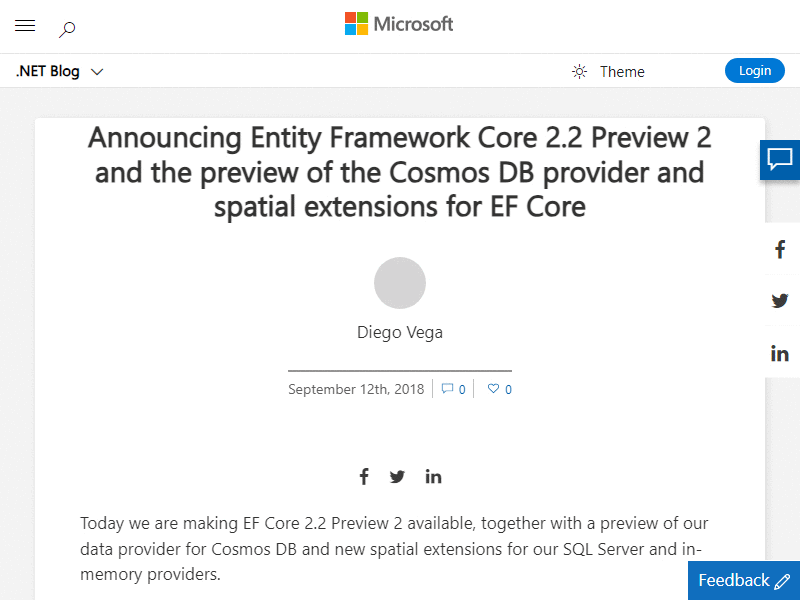 Microsoft
.NET Blog
Theme
Login
Announcing Entity Framework Core 2.2 Preview 2
and the preview of the Cosmos DB provider and
spatial extensions for EF Core
Diego Vega
September 12th, 2018
0
0
Today we are making EF Core 2.2 Preview 2 available, together with a preview of our
data provider for Cosmos DB and new spatial extensions for our SQL Server and in-
memory providers.
Feedback